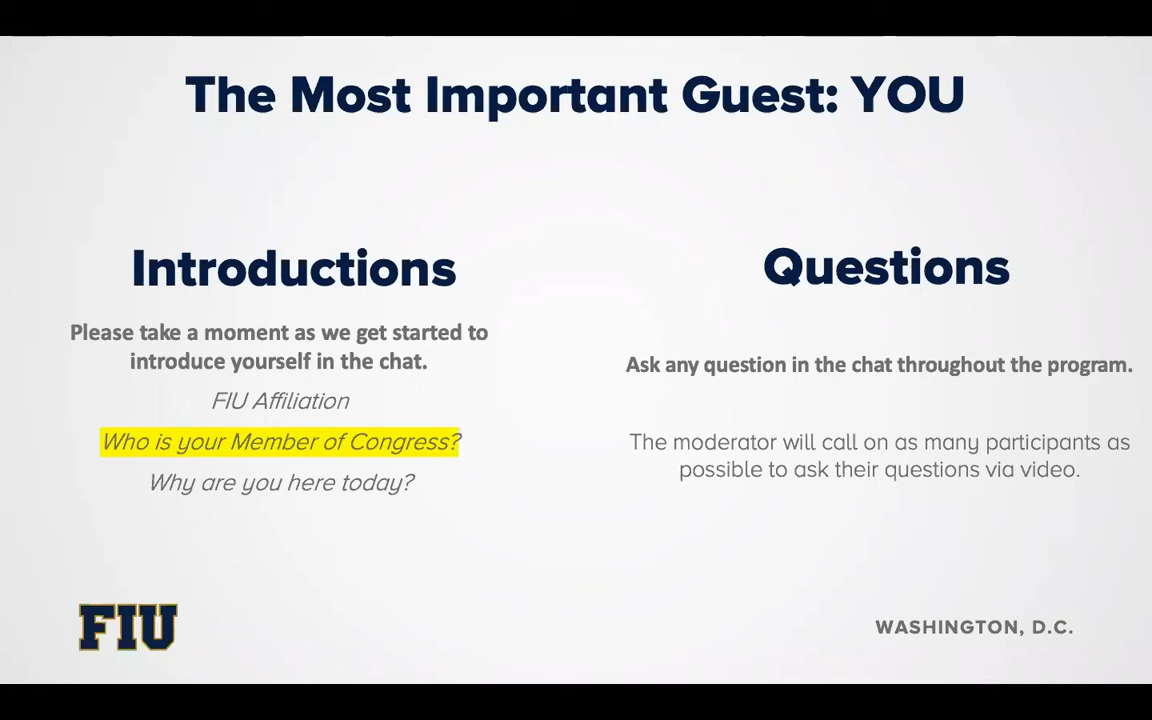 The Most Important Guest: YOU
Introductions
Please take a moment as we get started to
introduce yourself in the chat.
FIU Affiliation
Who is your Member of Congress?
Why are you here today?
Questions
Ask any question in the chat throughout the program.
The moderator will call on as many participants as
possible to ask their questions via video.
FIU
WASHINGTON, D.C.